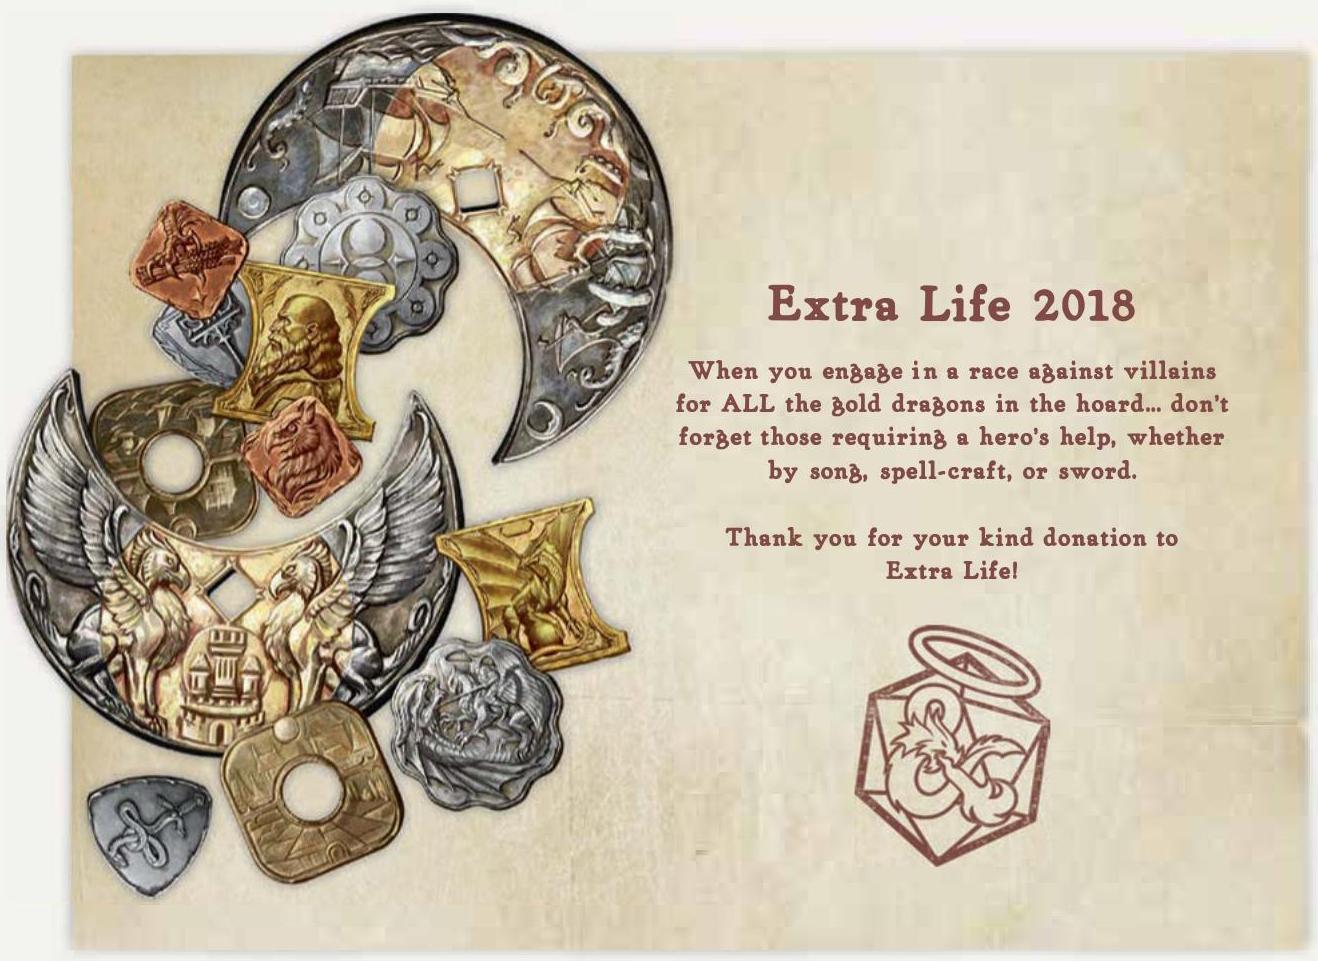 Extra Life 2018
When you engage in a race against villains
for ALL the gold dragons in the hoard... don't
forget those requiring a hero's help, whether
by song, spell-craft, or sword.
Thank you for your kind donation to
Extra Life!